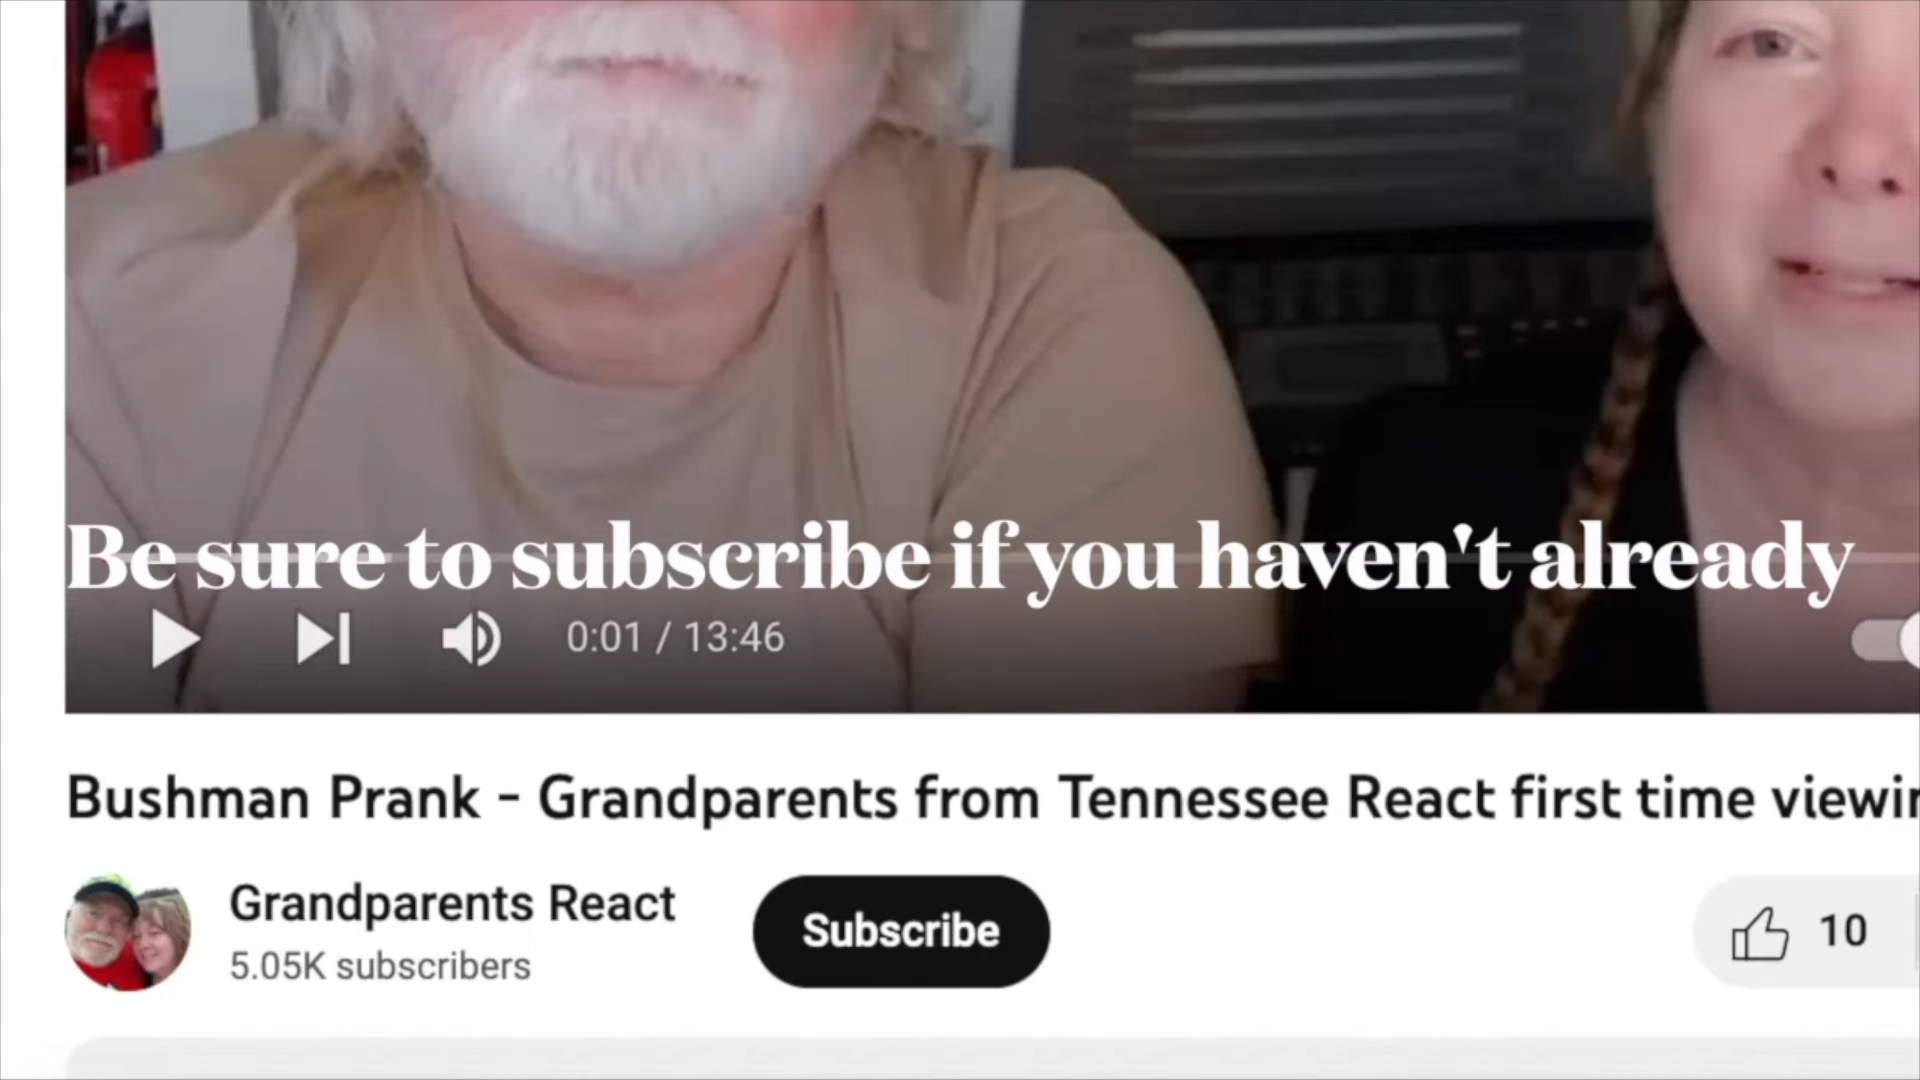 Be sure to subscribe if you haven't already
0:01 / 13:46
Bushman Prank - Grandparents from Tennessee React first time
Grandparents React
5.05K subscribers
Subscribe
10